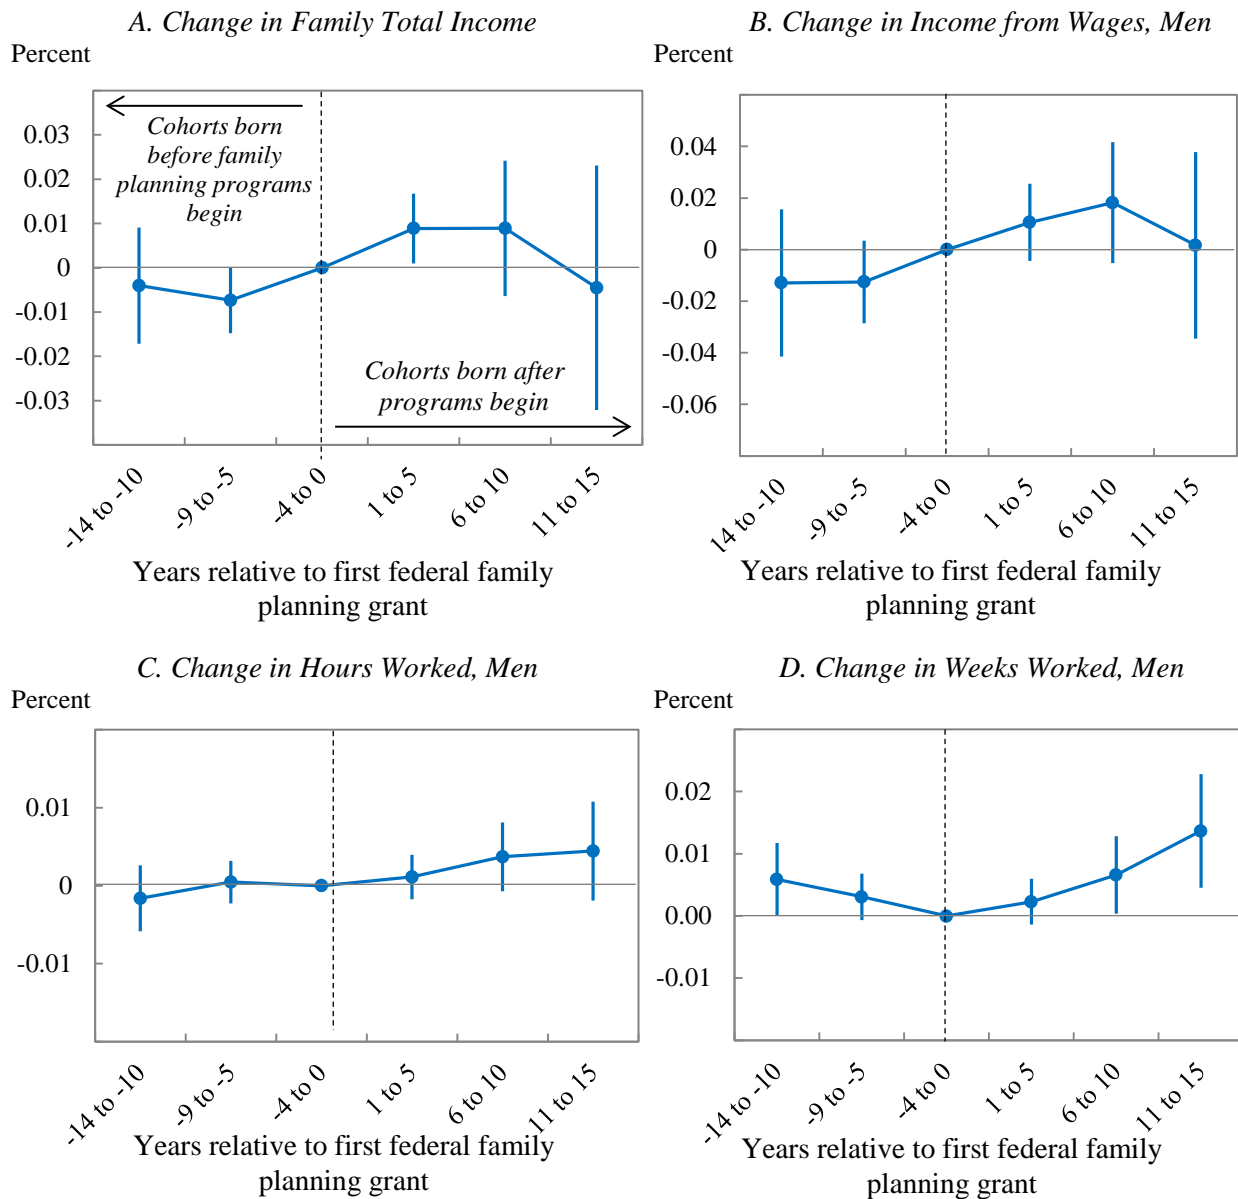 A. Change in Family Total Income
Percent
0.03
0.02
0.01
0
-0.01
-0.02
-0.03
Cohorts born
before family
planning programs
begin
Cohorts born after
programs begin
-14 to -10
-9 to -5
-4 to 0
1 to 5
6 to 10
11 to 15
Years relative to first federal family
planning grant
B. Change in Income from Wages, Men
Percent
0.04
0.02
0
-0.02
-0.04
-0.06
14 to -10
-9 to -5
-4 to 0
1 to 5
6 to 10
11 to 15
Years relative to first federal family
planning grant
C. Change in Hours Worked, Men
Percent
0.01
0
-0.01
-14 to -10
-9 to -5
-4 to 0
1 to 5
6 to 10
11 to 15
Years relative to first federal family
planning grant
D. Change in Weeks Worked, Men
Percent
0.02
0.01
0.00
-0.01
-14 to -10
-9 to -5
-4 to 0
1 to 5
6 to 10
11 to 15
Years relative to first federal family
planning grant